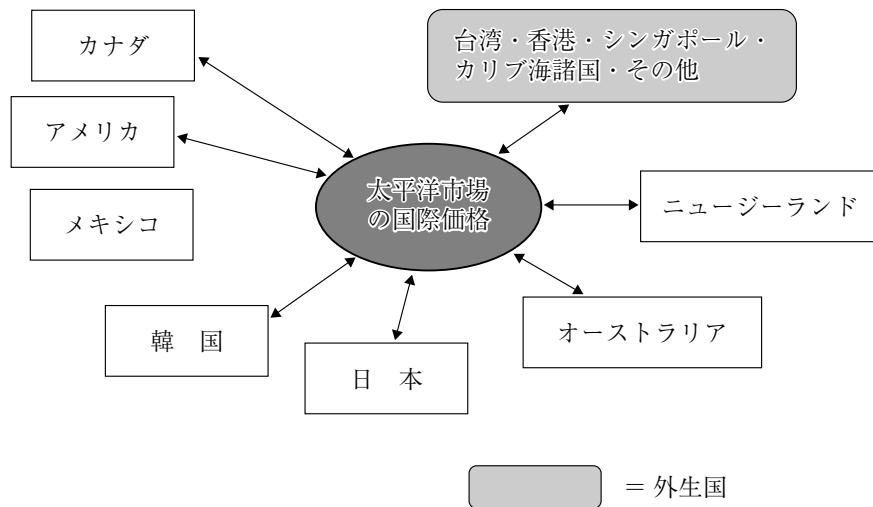 カナダ
台湾・香港・シンガポール・
カリブ海諸国・その他
アメリカ
太平洋市場
の国際価格
メキシコ
ニュージーランド
韓　国
オーストラリア
日　本
＝外生国